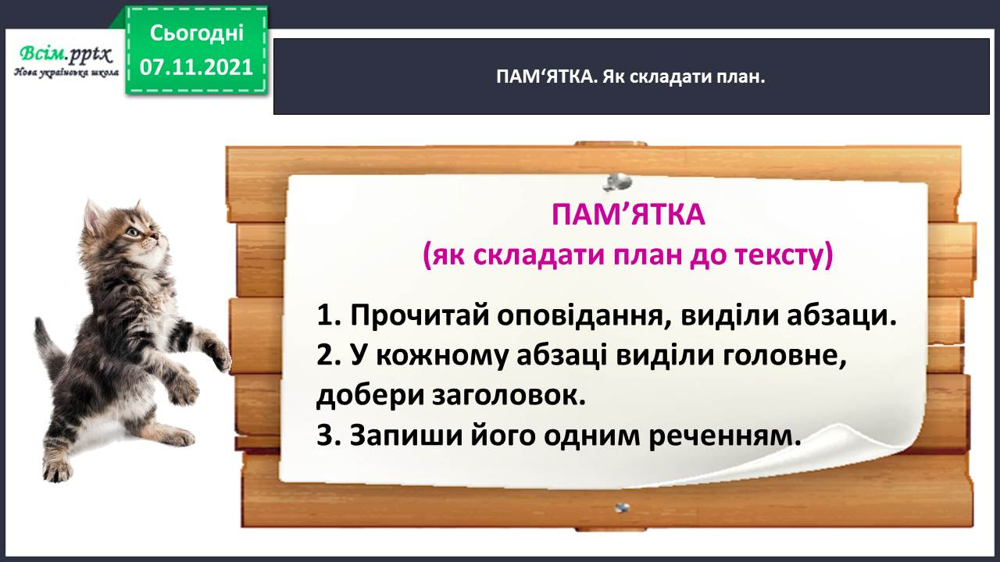 Сьогодні
07.11.2021
Всім.pptx
Нова українська школа
ПАМ‘ЯТКА. Як складати план.
ПАМ’ЯТКА
(як складати план до тексту)
1. Прочитай оповідання, виділи абзаци.
2. У кожному абзаці виділи головне,
добери заголовок.
3. Запиши його одним реченням.